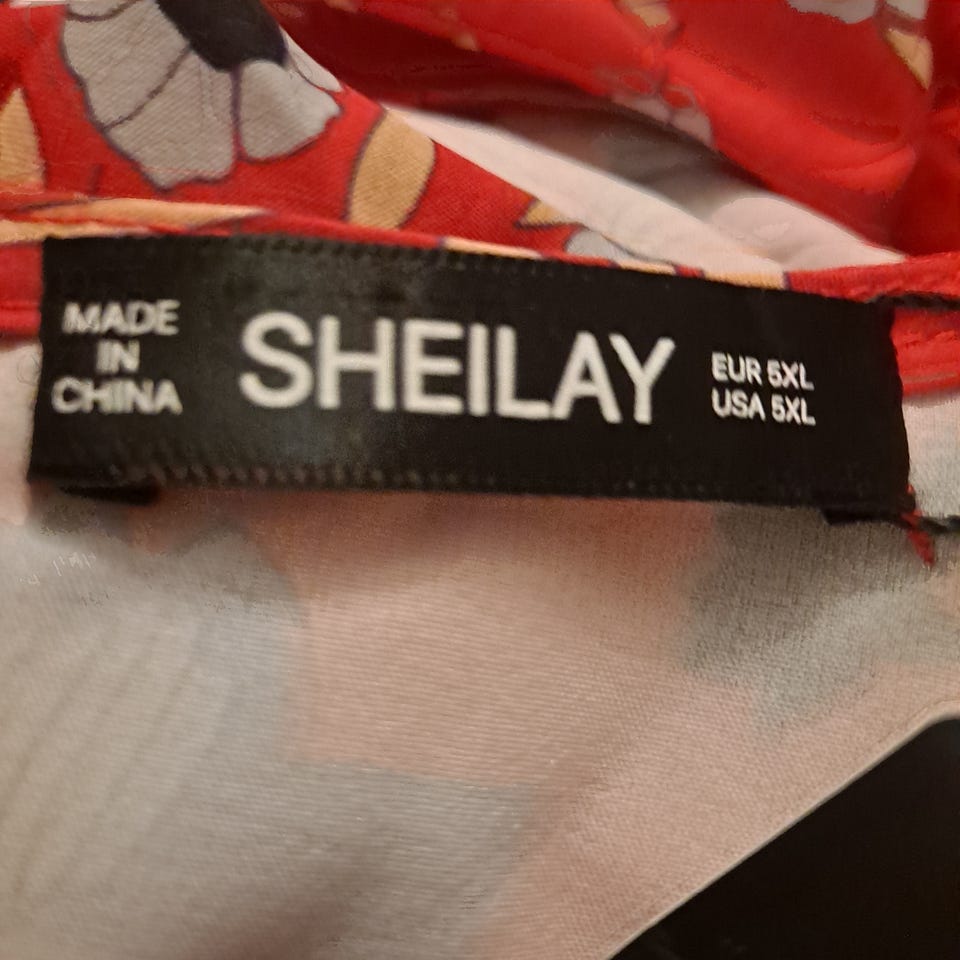 MADE
IN
CHINA
SHEILAY
EUR 5XL
USA 5XL